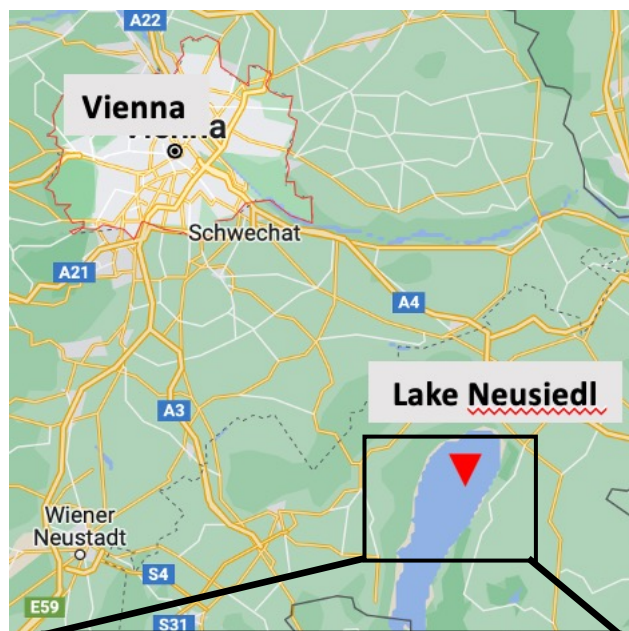 A22
Vienna
Schwechat
A21
A4
Lake Neusiedl
A3
Wiener
Neustadt
S4
E59
S31